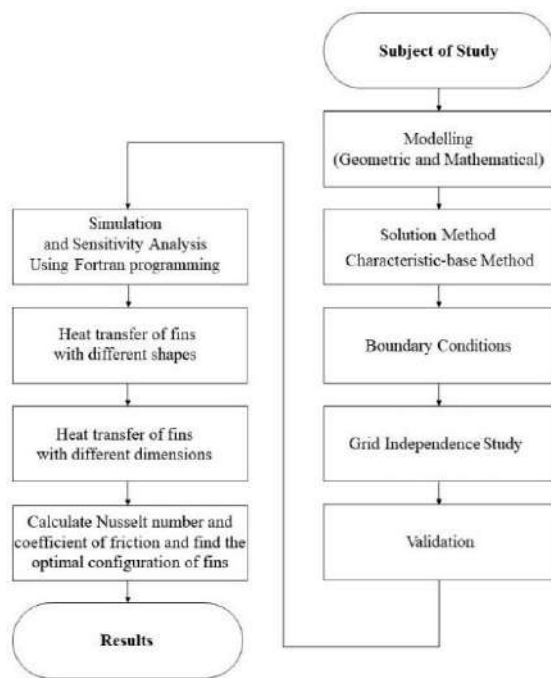 Subject of Study
Modelling
(Geometric and Mathematical)
Solution Method
Characteristic-base Method
Boundary Conditions
Grid Independence Study
Validation
Simulation
and Sensitivity Analysis
Using Fortran programming
Heat transfer of fins
with different shapes
Heat transfer of fins
with different dimensions
Calculate Nusselt number and
coefficient of friction and find the
optimal configuration of fins
Results